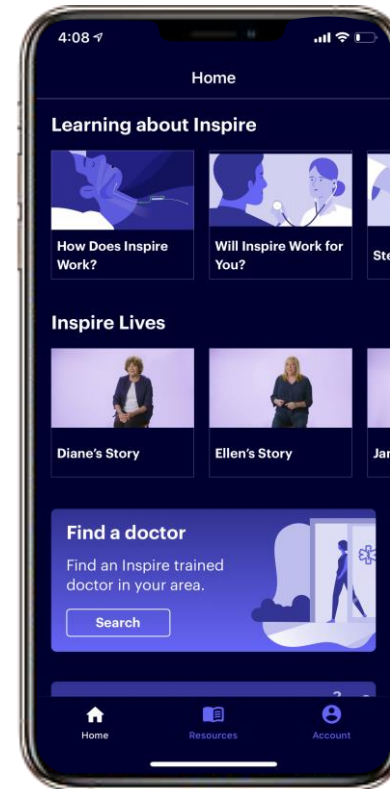 4:08
Home
Learning about Inspire
How Does Inspire
Work?
Will Inspire Work for
You?
Inspire Lives
Diane's Story
Ellen's Story
Find a doctor
Find an Inspire trained
doctor in your area.
Search
Home
Resources
Account